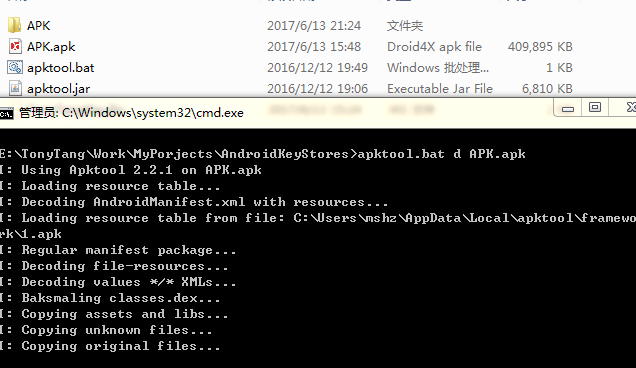 APK 2017/6/13 21:24 文件夹
APK.apk 2017/6/13 15:48 Droid4X apk file 409,895 KB
apktool.bat 2016/12/12 19:49 Windows 批处理... 1 KB
apktool.jar 2016/12/12 19:06 Executable Jar File 6,810 KB
管理员: C:\Windows\system32\cmd.exe
E:\TonyTang\Work\MyPorjects\AndroidKeyStores>apktool.bat d APK.apk
I: Using Apktool 2.2.1 on APK.apk
I: Loading resource table...
I: Decoding AndroidManifest.xml with resources...
I: Loading resource table from file: C:\Users\mshz\AppData\Local\apktool\framewo
rk\1.apk
I: Regular manifest package...
I: Decoding file-resources...
I: Decoding values */* XMLs...
I: Baksmaling classes.dex...
I: Copying assets and libs...
I: Copying unknown files...
I: Copying original files...